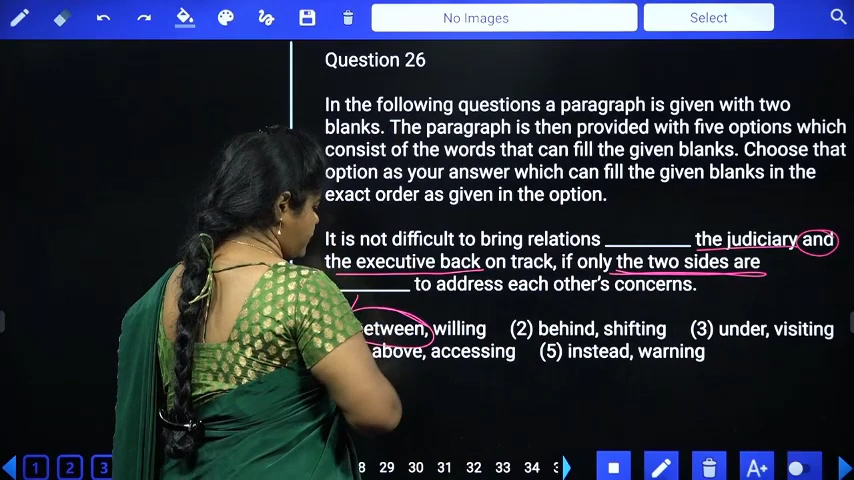 No Images
Select
Question 26
In the following questions a paragraph is given with two
blanks. The paragraph is then provided with five options which
consist of the words that can fill the given blanks. Choose that
option as your answer which can fill the given blanks in the
exact order as given in the option.
It is not difficult to bring relations ________ the judiciary and
the executive back on track, if only the two sides are
________ to address each other's concerns.
etween, willing (2) behind, shifting (3) under, visiting
above, accessing (5) instead, warning
1 2 3 8 29 30 31 32 33 34 A+